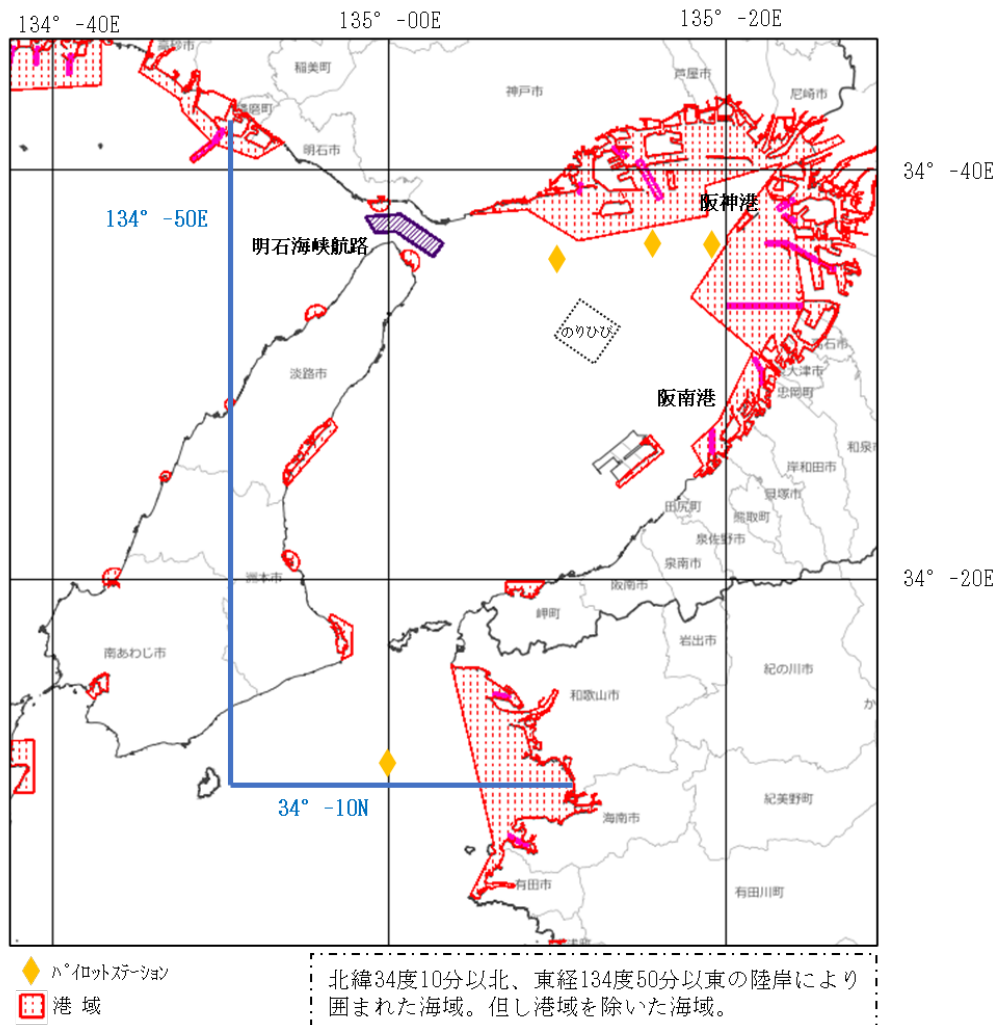 134° -40E
135° -00E
135° -20E
高砂市
稲美町
芦屋市
神戸市
尼崎市
播磨町
明石市
34° -40E
134° -50E
阪神港
明石海峡航路
のりひび
高石市
淡路市
大津市
忠岡町
阪南港
和泉市
岸和田市
貝塚市
田尻町
熊取町
泉佐野市
泉南市
洲本市
阪南市
34° -20E
岬町
岩出市
南あわじ市
紀の川市
和歌山市
か
34° -10N
紀美野町
海南市
有田市
有田川町
ﾊﾟｲﾛｯﾄｽﾃｰｼｮﾝ
港 域
北緯34度10分以北、東経134度50分以東の陸岸により
囲まれた海域。但し港域を除いた海域。